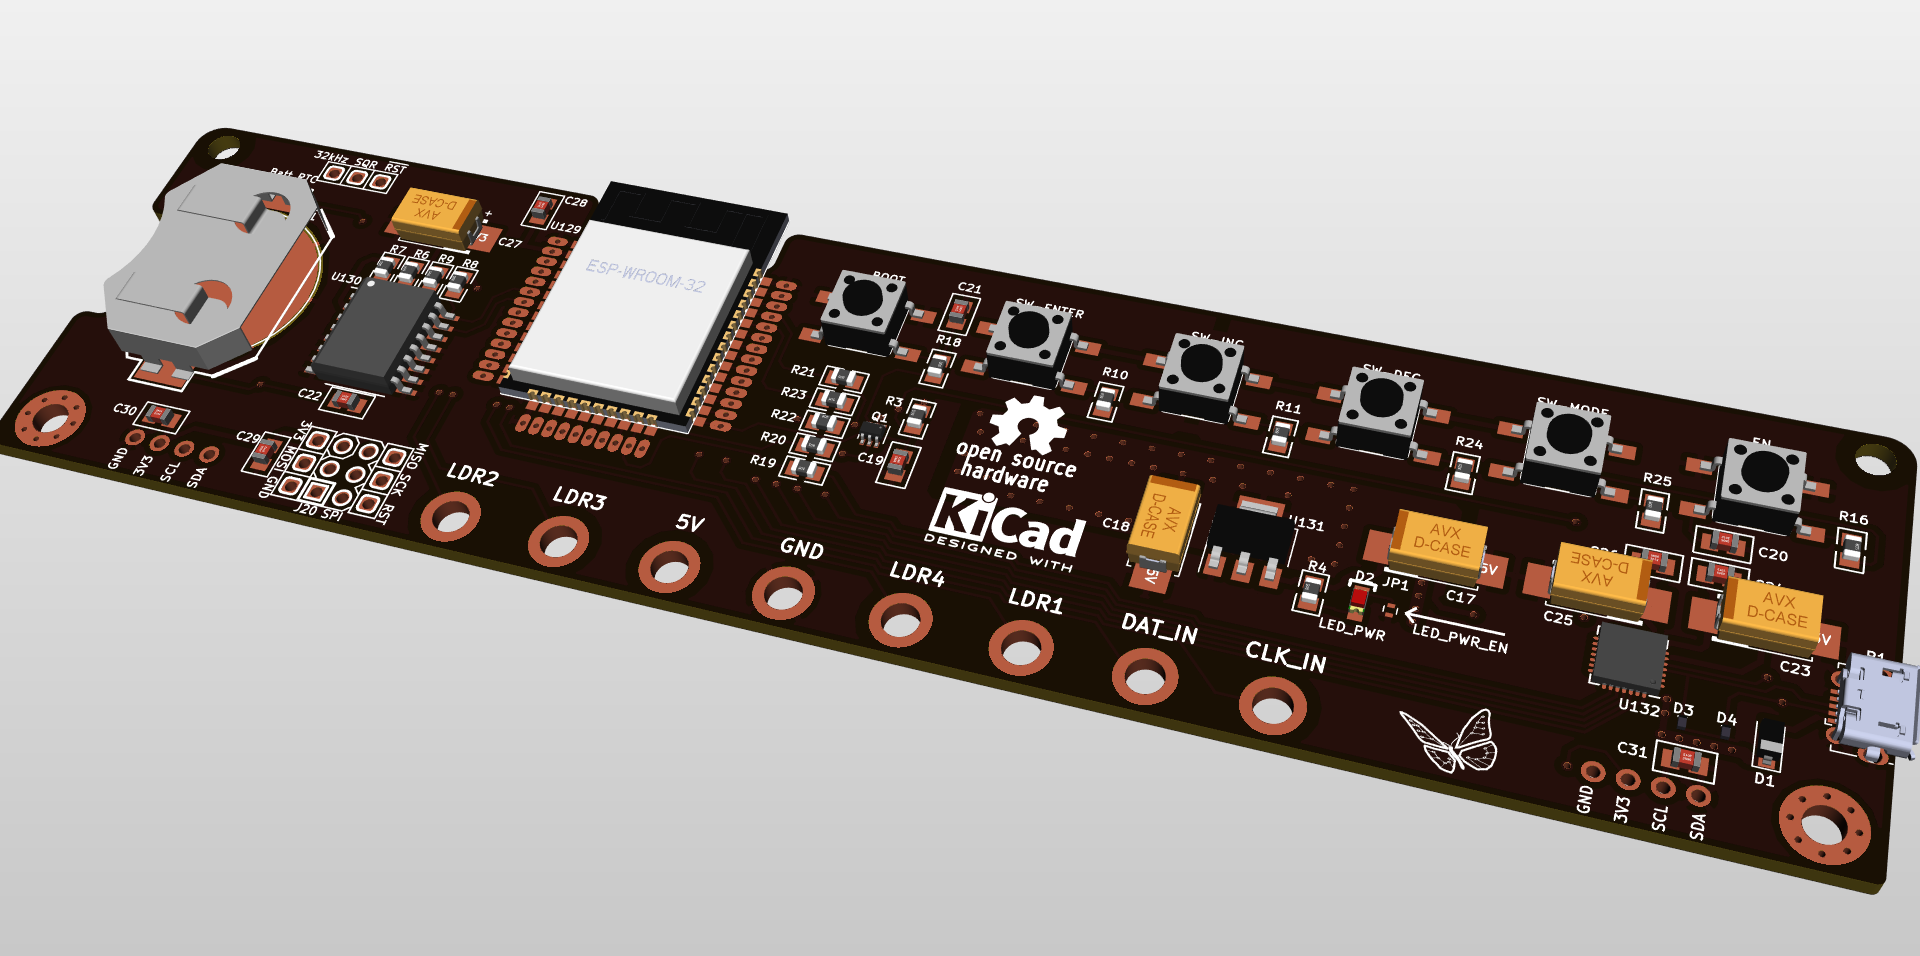 32kHz SQR RST
Batt RTC
AVX
D-CASE
C27
C28
U129
R7 R6 R9 R8
U130
ESP-WROOM-32
C22
C30
GND
3V3
SCL
SDA
C29
3V3
MOSI
GND
MISO
SCK
RST
J20 SPI
BOOT
C21
SW_ENTER
R18
R21
R23
R22
R20
R19
Q1
R3
C19
R10
SW_INC
R11
SW_DEC
R24
SW_MODE
R25
EN
R16
open source
hardware
KiCad
DESIGNED WITH
C18
AVX
D-CASE
5V
U131
R4
D2
JP1
LED_PWR
LED_PWR_EN
AVX
D-CASE
5V
C17
AVX
D-CASE
C25
C20
AVX
D-CASE
5V
C23
U132
D3
D4
C31
D1
GND
3V3
SCL
SDA
LDR2
LDR3
5V
GND
LDR4
LDR1
DAT_IN
CLK_IN